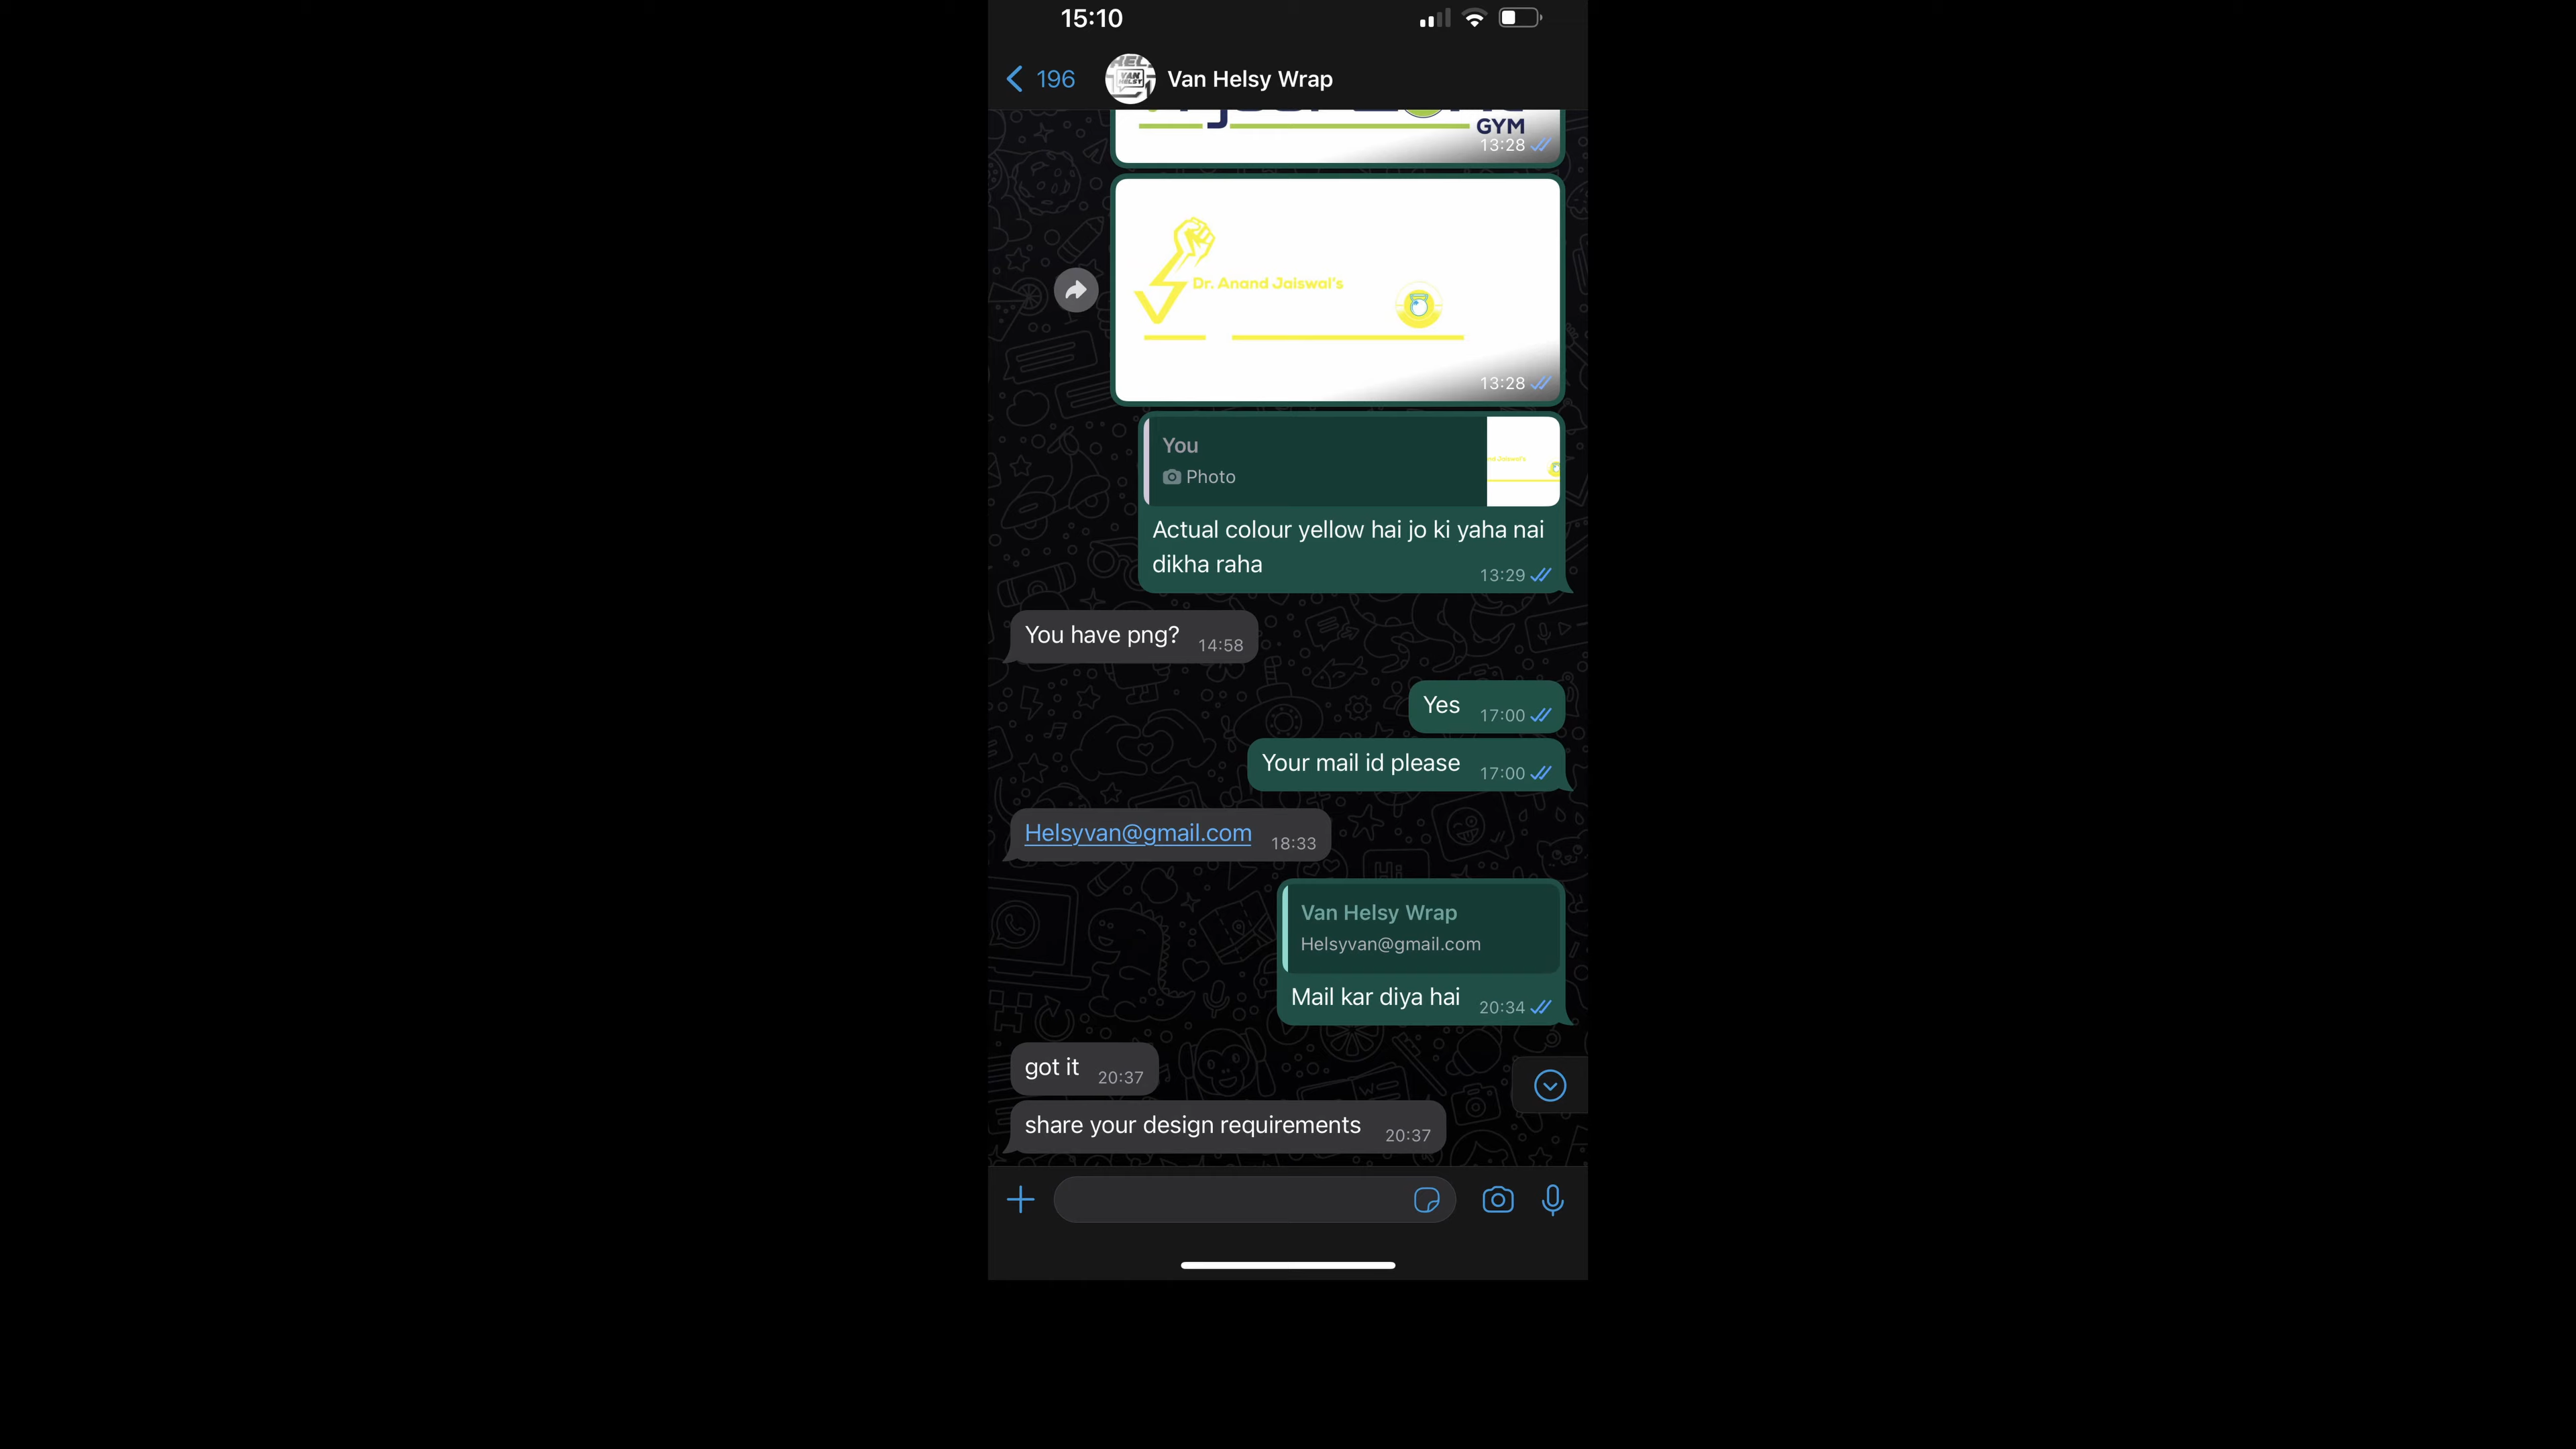 15:10
196
Van Helsy Wrap
GYM
13:28
Dr. Anand Jaiswal's
13:28
You
Photo
Actual colour yellow hai jo ki yaha nai
dikha raha
13:29
You have png?
14:58
Yes
17:00
Your mail id please
17:00
Helsyvan@gmail.com
18:33
Van Helsy Wrap
Helsyvan@gmail.com
Mail kar diya hai
20:34
got it
20:37
share your design requirements
20:37